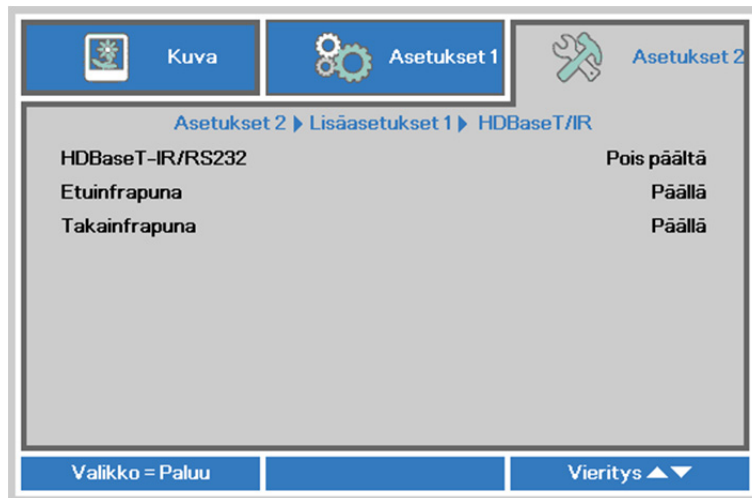 Kuva
Asetukset 1
Asetukset 2
Asetukset 2 ▶ Lisäasetukset 1 ▶ HDBaseT/IR
HDBaseT-IR/RS232 Pois päältä
Etuinfrapuna Päällä
Takainfrapuna Päällä
Valikko = Paluu
Vieritys ▲▼